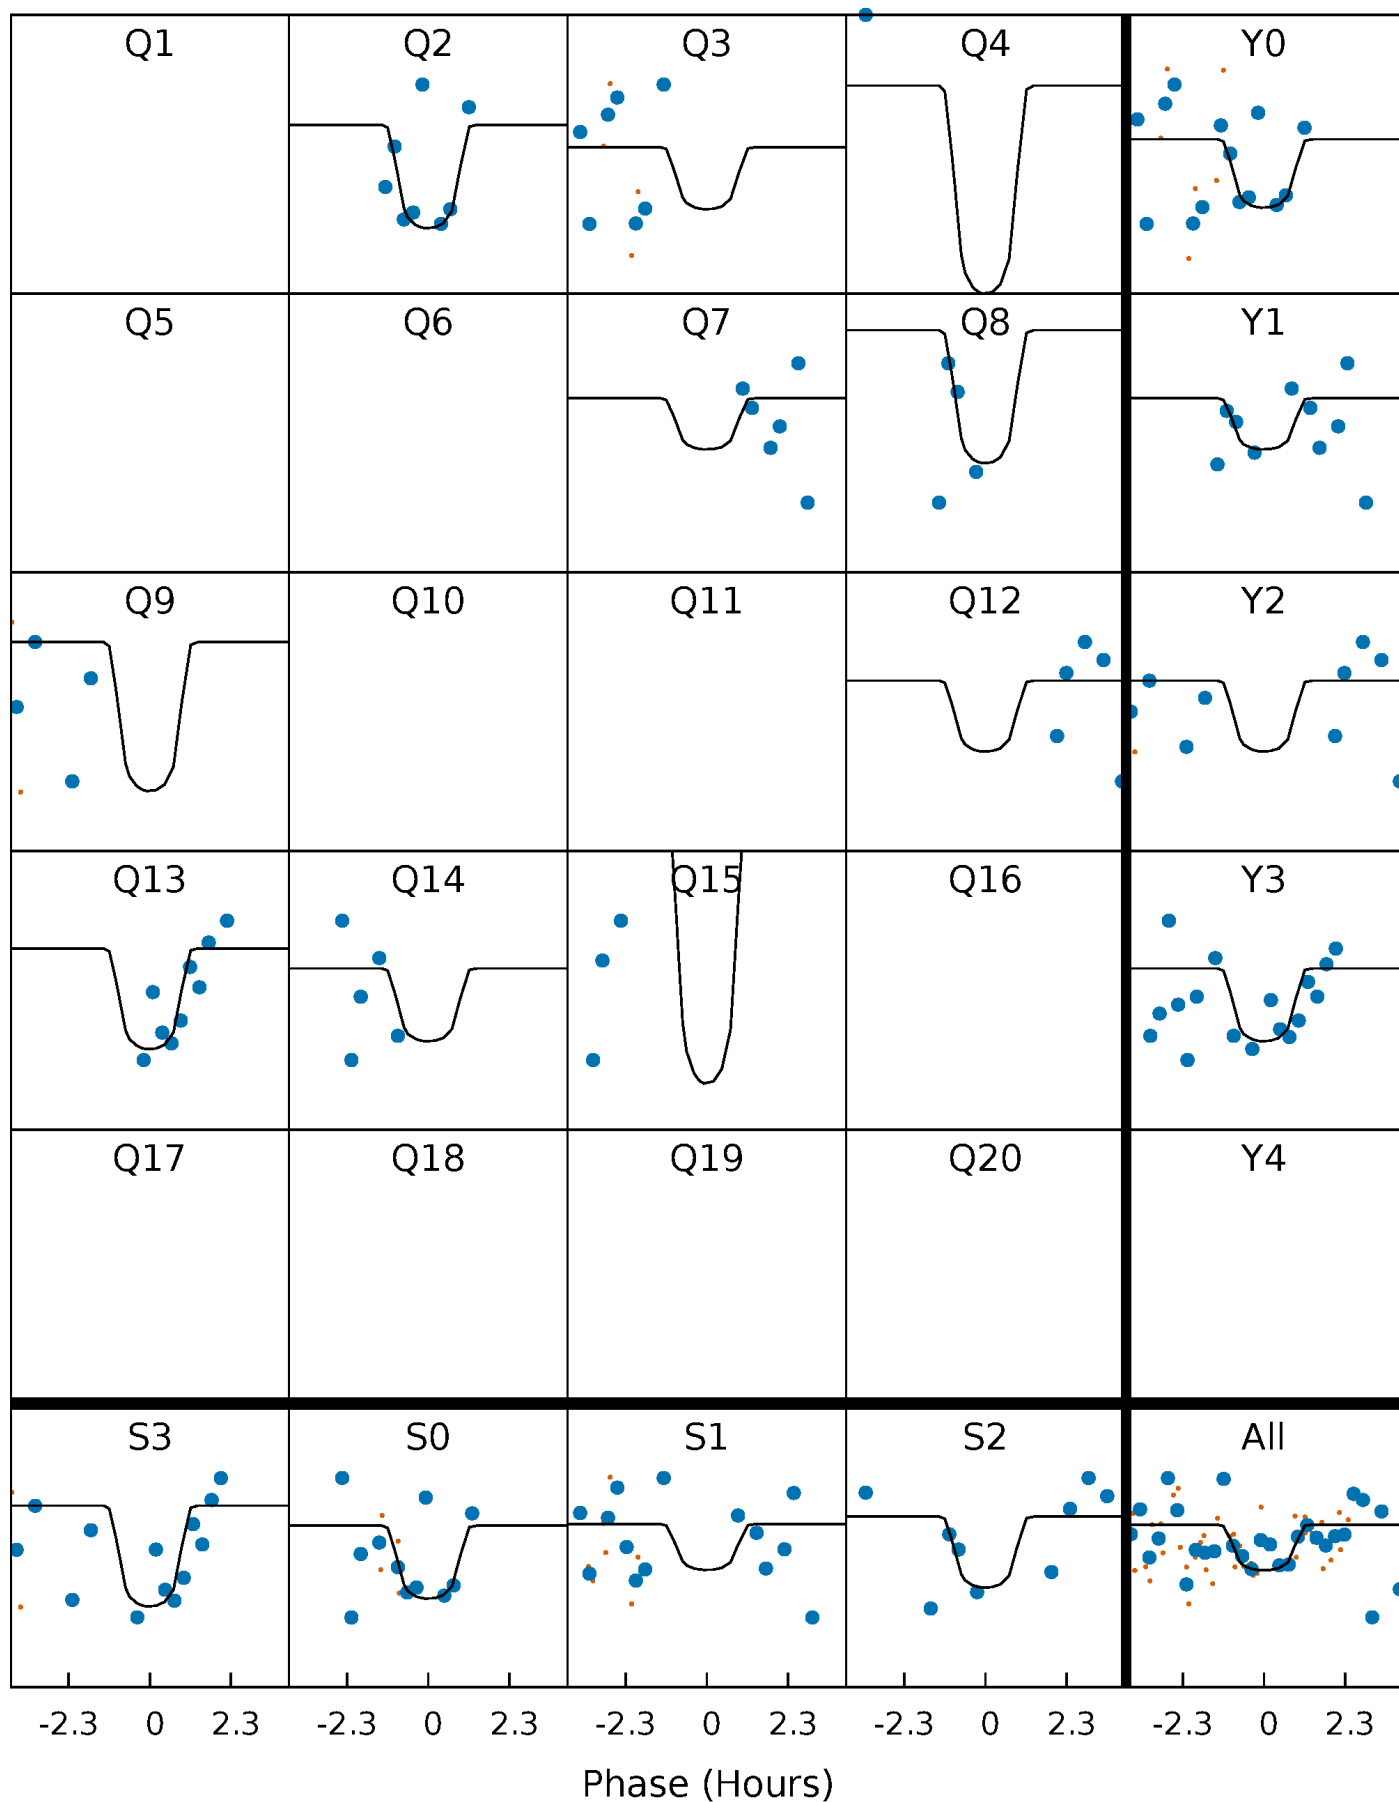 Q1 Q2 Q3 Q4 Y0
Q5 Q6 Q7 Q8 Y1
Q9 Q10 Q11 Q12 Y2
Q13 Q14 Q15 Q16 Y3
Q17 Q18 Q19 Q20 Y4
S3 S0 S1 S2 All
-2.3 0 2.3 -2.3 0 2.3 -2.3 0 2.3 -2.3 0 2.3 -2.3 0 2.3
Phase (Hours)